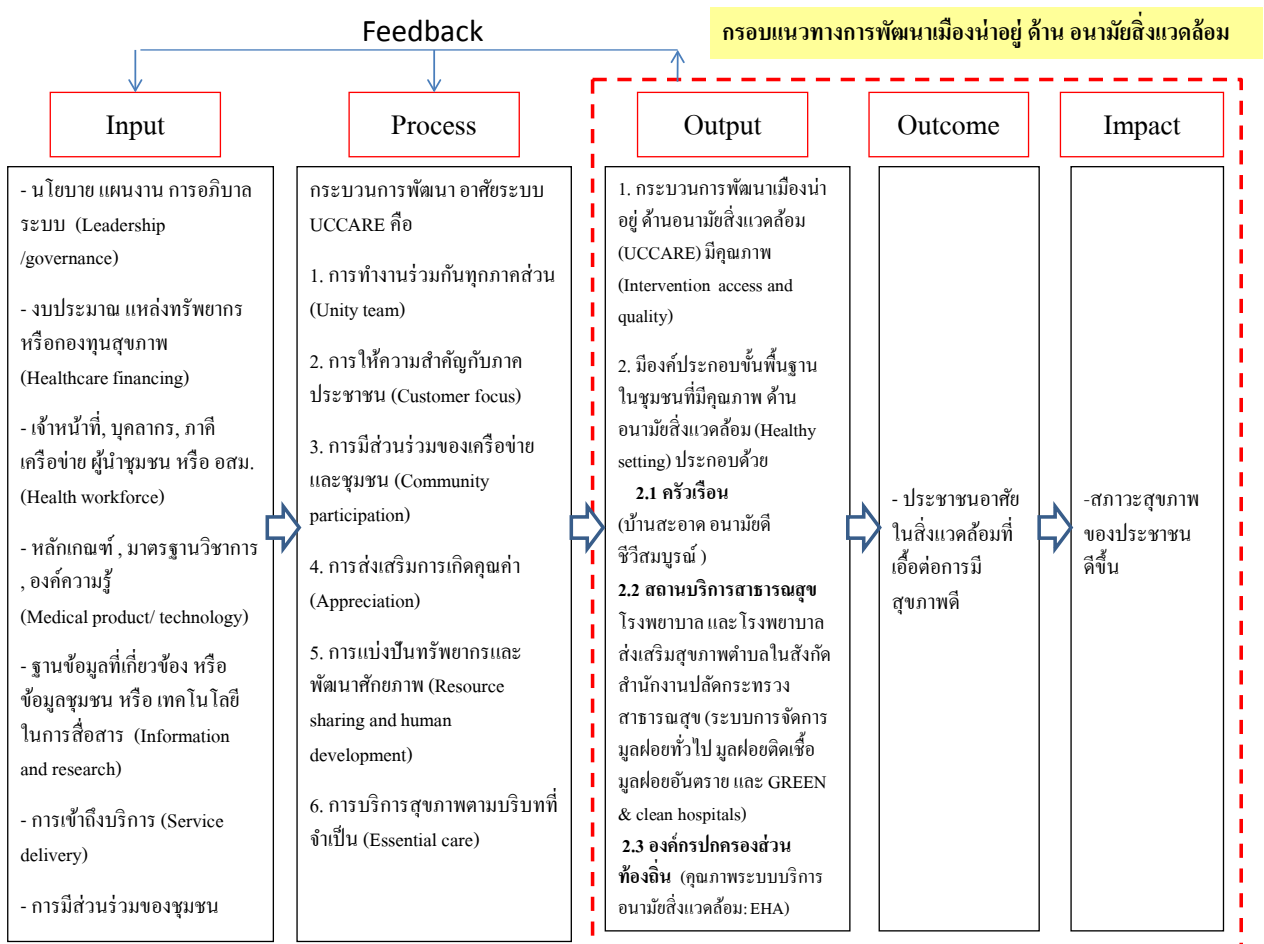 Feedback
กรอบแนวทางการพัฒนาเมืองน่าอยู่ ด้าน อนามัยสิ่งแวดล้อม
Input
- นโยบาย แผนงาน การอภิบาล
ระบบ (Leadership
/governance)
- งบประมาณ แหล่งทรัพยากร
หรือกองทุนสุขภาพ
(Healthcare financing)
- เจ้าหน้าที่, บุคลากร, ภาคี
เครือข่าย ผู้นำชุมชน หรือ อสม.
(Health workforce)
- หลักเกณฑ์ , มาตรฐานวิชาการ
, องค์ความรู้
(Medical product/ technology)
- ฐานข้อมูลที่เกี่ยวข้อง หรือ
ข้อมูลชุมชน หรือ เทคโนโลยี
ในการสื่อสาร (Information
and research)
- การเข้าถึงบริการ (Service
delivery)
- การมีส่วนร่วมของชุมชน
Process
กระบวนการพัฒนา อาศัยระบบ
UCCARE คือ
1. การทำงานร่วมกันทุกภาคส่วน
(Unity team)
2. การให้ความสำคัญกับภาค
ประชาชน (Customer focus)
3. การมีส่วนร่วมของเครือข่าย
และชุมชน (Community
participation)
4. การส่งเสริมการเกิดคุณค่า
(Appreciation)
5. การแบ่งปันทรัพยากรและ
พัฒนาศักยภาพ (Resource
sharing and human
development)
6. การบริการสุขภาพตามบริบทที่
จำเป็น (Essential care)
Output
1. กระบวนการพัฒนาเมืองน่า
อยู่ ด้านอนามัยสิ่งแวดล้อม
(UCCARE) มีคุณภาพ
(Intervention access and
quality)
2. มีองค์ประกอบขั้นพื้นฐาน
ในชุมชนที่มีคุณภาพ ด้าน
อนามัยสิ่งแวดล้อม (Healthy
setting) ประกอบด้วย
2.1 ครัวเรือน
(บ้านสะอาด อนามัยดี
ชีวีสมบูรณ์ )
2.2 สถานบริการสาธารณสุข
โรงพยาบาล และโรงพยาบาล
ส่งเสริมสุขภาพตำบลในสังกัด
สำนักงานปลัดกระทรวง
สาธารณสุข (ระบบการจัดการ
มูลฝอยทั่วไป มูลฝอยติดเชื้อ
มูลฝอยอันตราย และ GREEN
& clean hospitals)
2.3 องค์กรปกครองส่วน
ท้องถิ่น (คุณภาพระบบบริการ
อนามัยสิ่งแวดล้อม: EHA)
Outcome
- ประชาชนอาศัย
ในสิ่งแวดล้อมที่
เอื้อต่อการมี
สุขภาพดี
Impact
-สภาวะสุขภาพ
ของประชาชน
ดีขึ้น